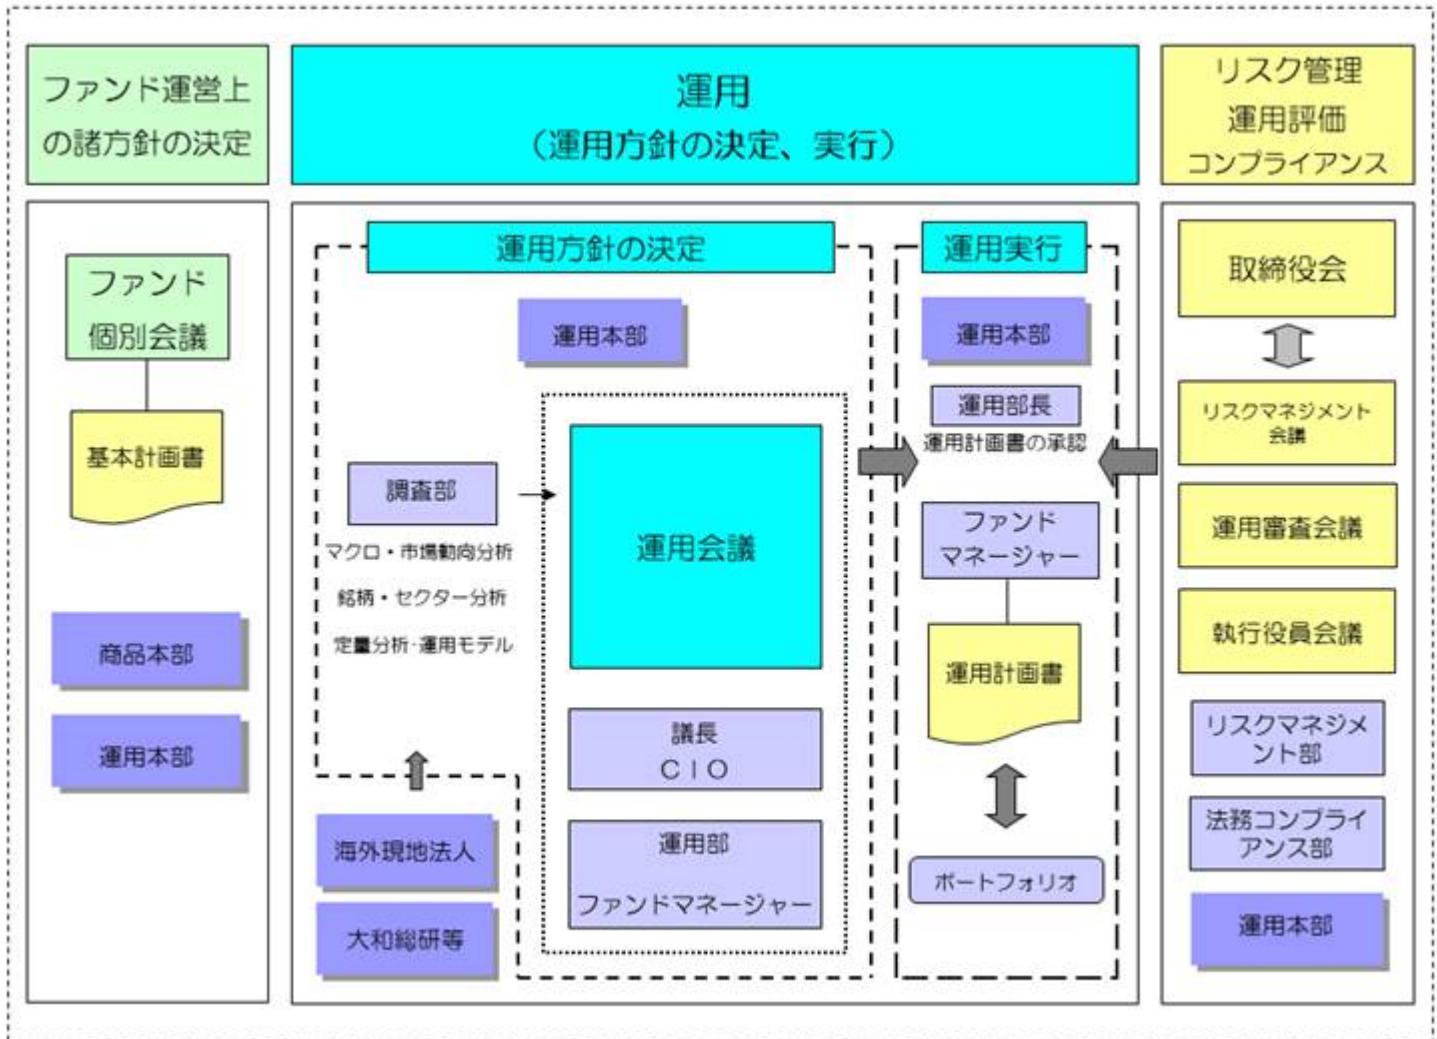 ファンド運営上
の諸方針の決定
運用
（運用方針の決定、実行）
リスク管理
運用評価
コンプライアンス
ファンド
個別会議
基本計画書
商品本部
運用本部
運用方針の決定
運用本部
調査部
マクロ・市場動向分析
銘柄・セクター分析
定量分析･運用モデル
運用会議
議長
ＣＩＯ
運用部
ファンドマネージャー
海外現地法人
大和総研等
運用実行
運用本部
運用部長
運用計画書の承認
ファンド
マネージャー
運用計画書
ポートフォリオ
取締役会
リスクマネジメント
会議
運用審査会議
執行役員会議
リスクマネジメ
ント部
法務コンプライ
アンス部
運用本部